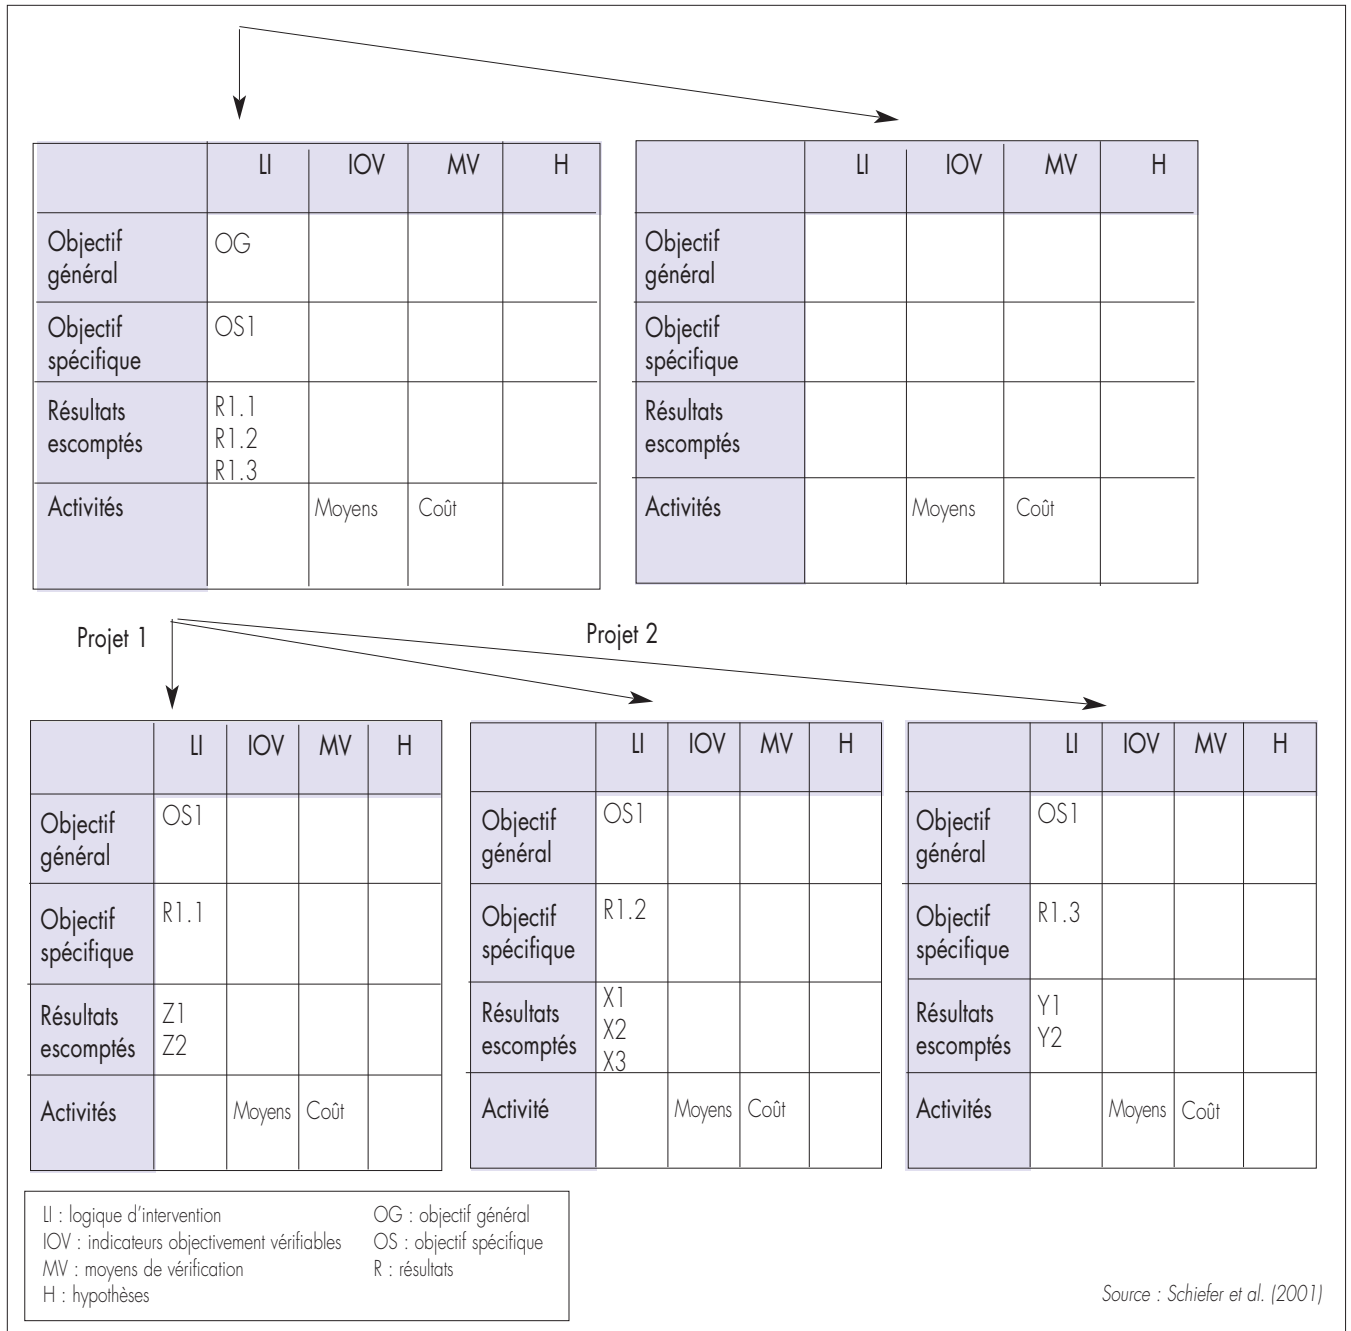 LI IOV MV H
Objectif
général
OG
Objectif
spécifique
OS1
Résultats
escomptés
R1.1
R1.2
R1.3
Activités
Moyens
Coût
LI IOV MV H
Objectif
général
Objectif
spécifique
Résultats
escomptés
Activités
Moyens
Coût
Projet 1
Projet 2
LI IOV MV H
Objectif
général
OS1
Objectif
spécifique
R1.1
Résultats
escomptés
Z1
Z2
Activités
Moyens
Coût
LI IOV MV H
Objectif
général
OS1
Objectif
spécifique
R1.2
Résultats
escomptés
X1
X2
X3
Activité
Moyens
Coût
LI IOV MV H
Objectif
général
OS1
Objectif
spécifique
R1.3
Résultats
escomptés
Y1
Y2
Activités
Moyens
Coût
LI : logique d'intervention
IOV : indicateurs objectivement vérifiables
MV : moyens de vérification
H : hypothèses
OG : objectif général
OS : objectif spécifique
R : résultats
Source : Schiefer et al. (2001)